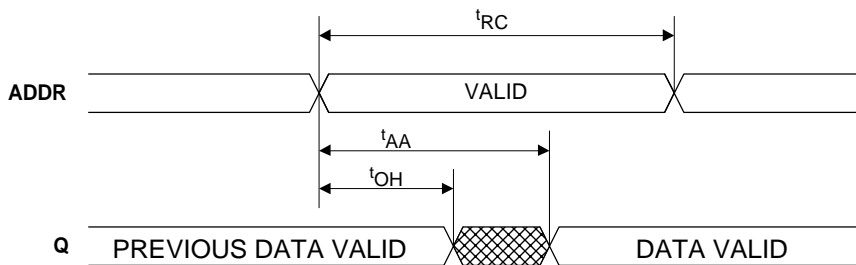 tRC
ADDR
VALID
tAA
tOH
Q
PREVIOUS DATA VALID
DATA VALID